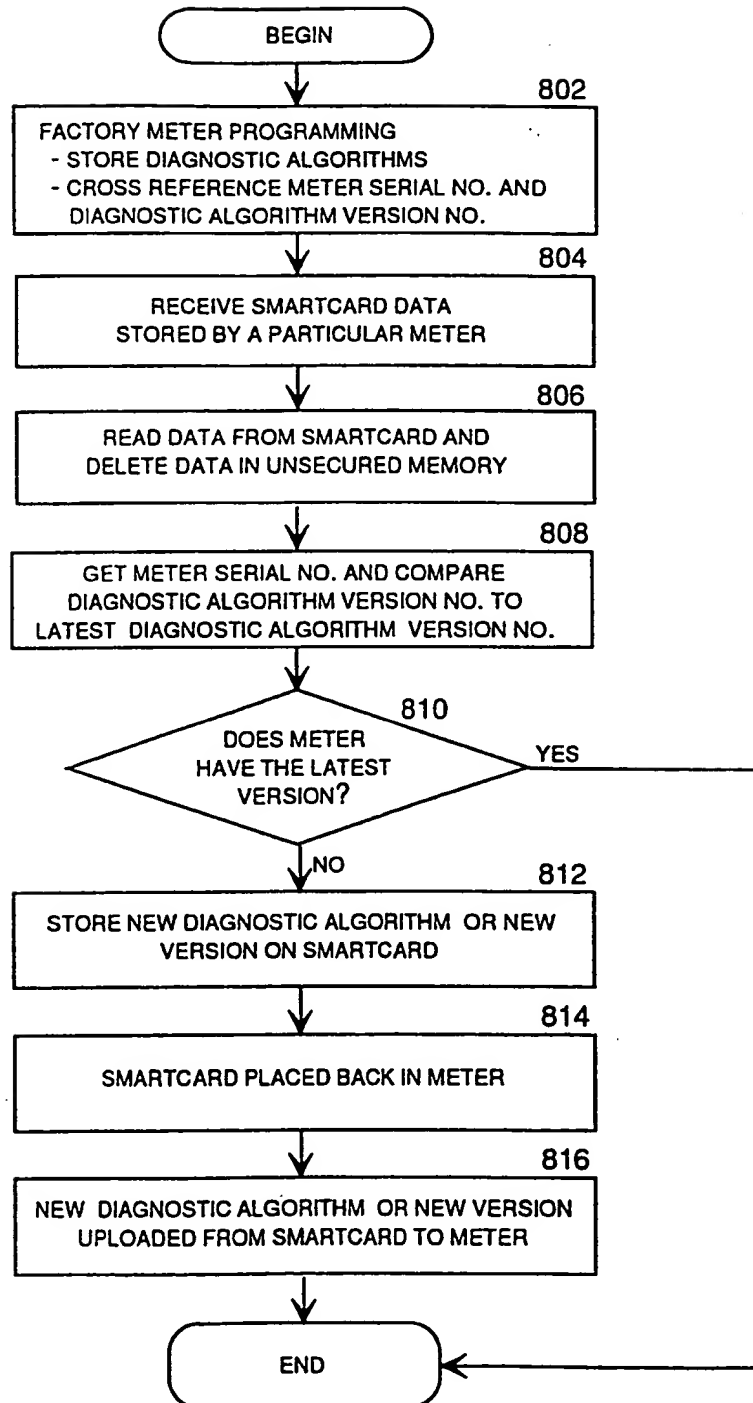 BEGIN
802
FACTORY METER PROGRAMMING
- STORE DIAGNOSTIC ALGORITHMS
- CROSS REFERENCE METER SERIAL NO. AND
DIAGNOSTIC ALGORITHM VERSION NO.
804
RECEIVE SMARTCARD DATA
STORED BY A PARTICULAR METER
806
READ DATA FROM SMARTCARD AND
DELETE DATA IN UNSECURED MEMORY
808
GET METER SERIAL NO. AND COMPARE
DIAGNOSTIC ALGORITHM VERSION NO. TO
LATEST DIAGNOSTIC ALGORITHM VERSION NO.
810
DOES METER
HAVE THE LATEST
VERSION?
YES
NO
812
STORE NEW DIAGNOSTIC ALGORITHM OR NEW
VERSION ON SMARTCARD
814
SMARTCARD PLACED BACK IN METER
816
NEW DIAGNOSTIC ALGORITHM OR NEW VERSION
UPLOADED FROM SMARTCARD TO METER
END